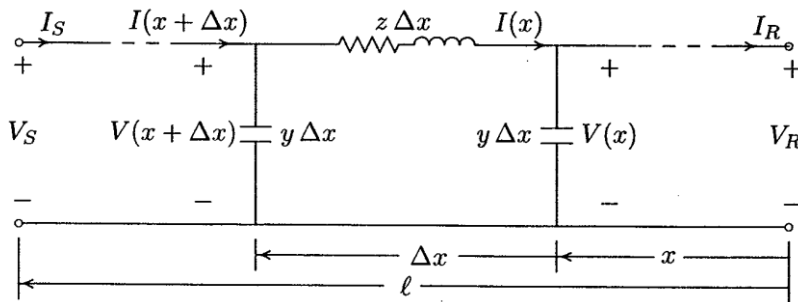 I_S I(x + Δx) z Δx I(x) I_R
+ + + +
V_S V(x + Δx) y Δx y Δx V(x) V_R
− − − −
Δx x
ℓ